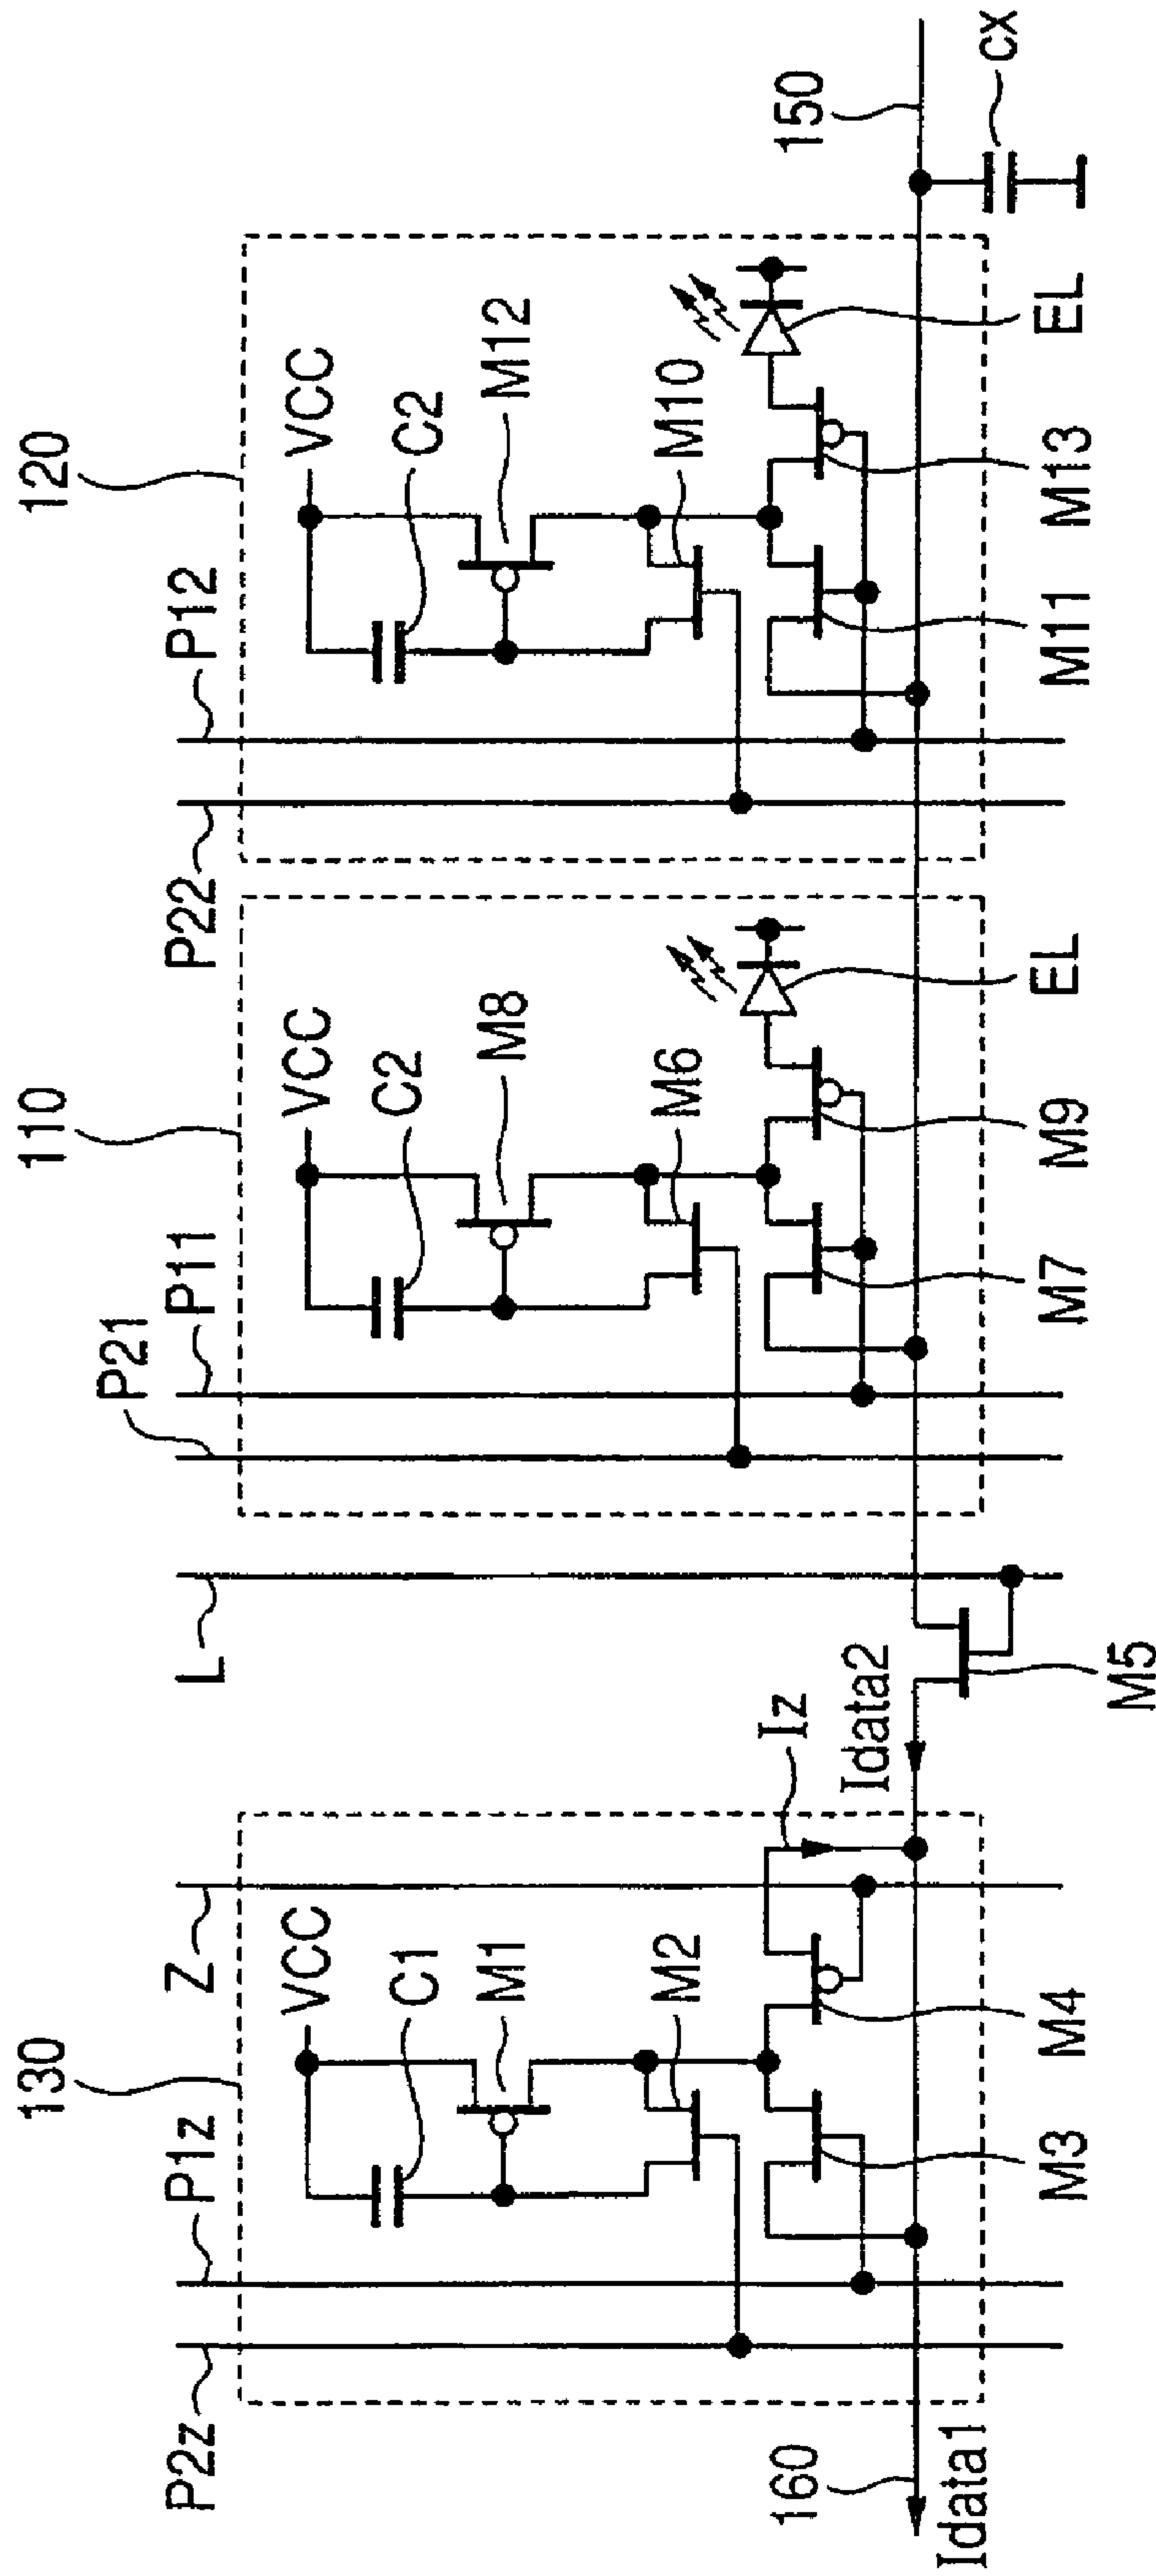 130
110
120
P2z
P1z
Z
L
P21
P11
P22
P12
VCC
C1
M1
M2
VCC
C2
M8
M6
VCC
C2
M12
M10
160
Idata1
M3
M4
Iz
Idata2
M5
M7
M9
EL
M11
M13
EL
150
cx